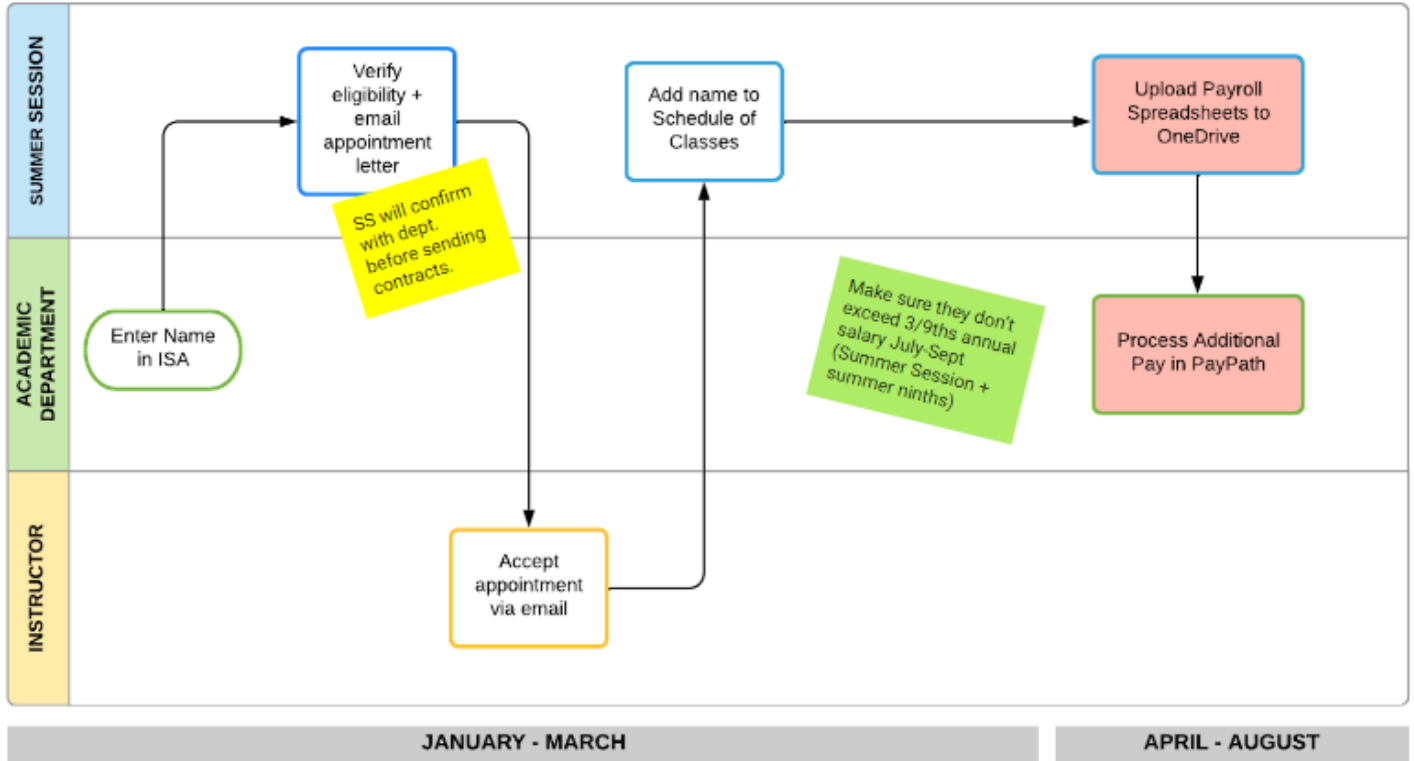 SUMMER SESSION
Verify
eligibility +
email
appointment
letter
SS will confirm
with dept.
before sending
contracts.
Add name to
Schedule of
Classes
Upload Payroll
Spreadsheets to
OneDrive
ACADEMIC
DEPARTMENT
Enter Name
in ISA
Make sure they don't
exceed 3/9ths annual
salary July-Sept
(Summer Session +
summer ninths)
Process Additional
Pay in PayPath
INSTRUCTOR
Accept
appointment
via email
JANUARY - MARCH
APRIL - AUGUST